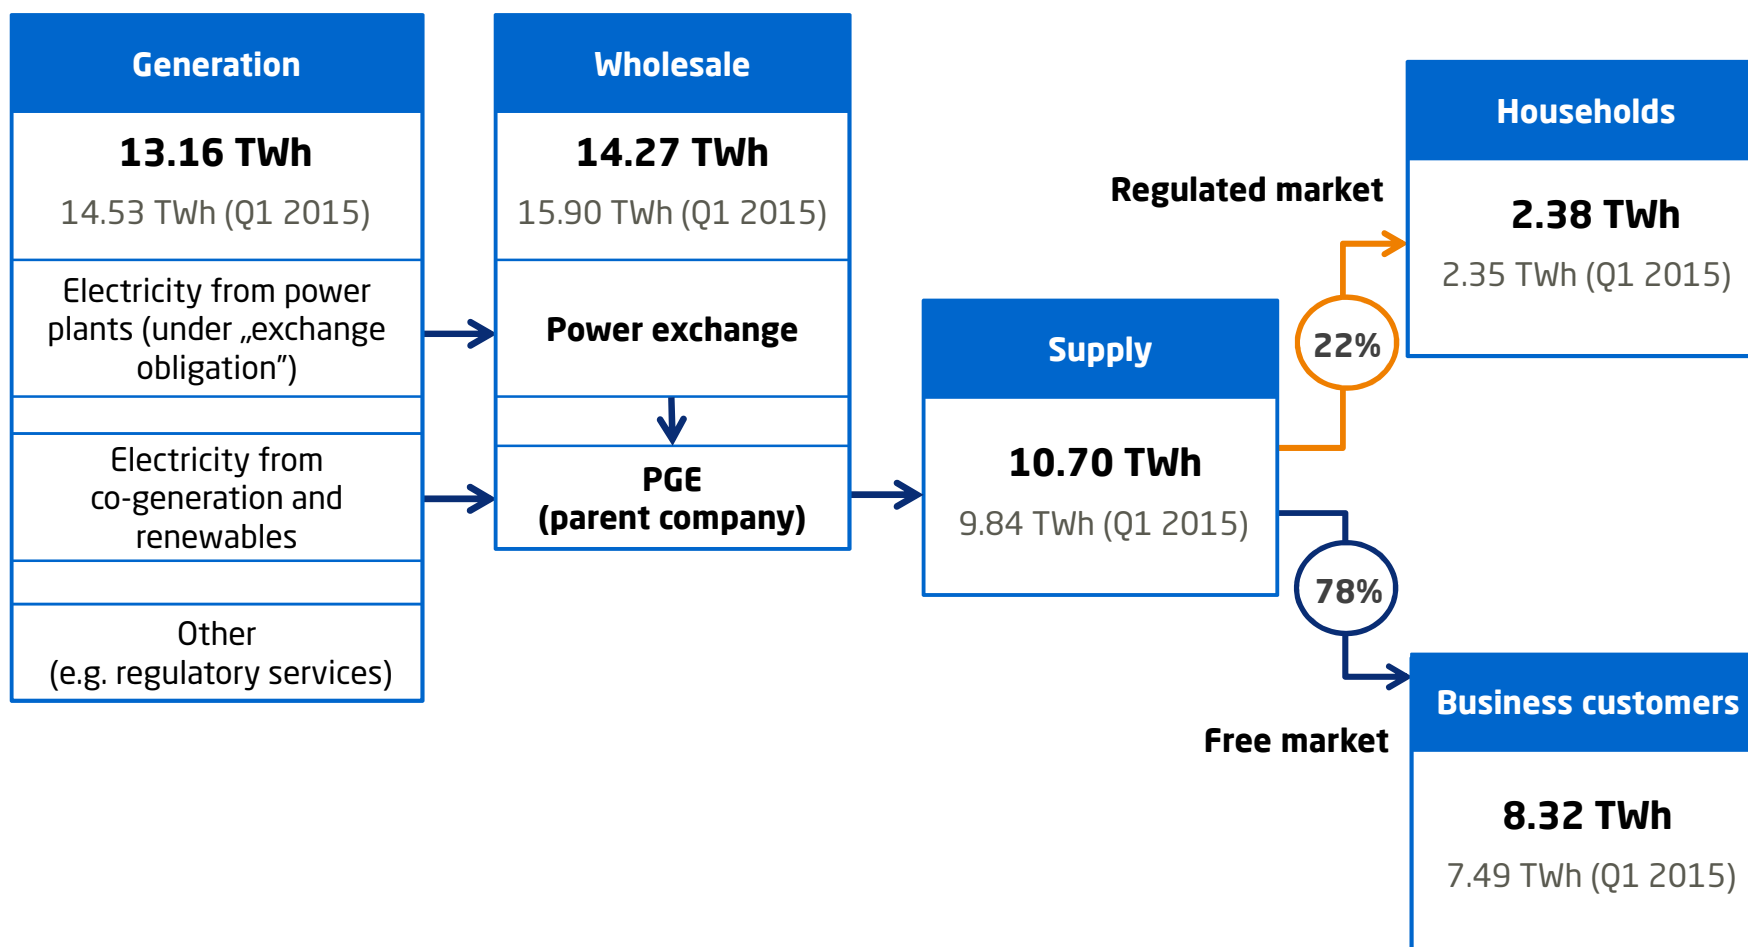 Generation
13.16 TWh
14.53 TWh (Q1 2015)
Electricity from power
plants (under „exchange
obligation”)
Electricity from
co-generation and
renewables
Other
(e.g. regulatory services)
Wholesale
14.27 TWh
15.90 TWh (Q1 2015)
Power exchange
PGE
(parent company)
Supply
10.70 TWh
9.84 TWh (Q1 2015)
Regulated market
22%
Households
2.38 TWh
2.35 TWh (Q1 2015)
78%
Free market
Business customers
8.32 TWh
7.49 TWh (Q1 2015)